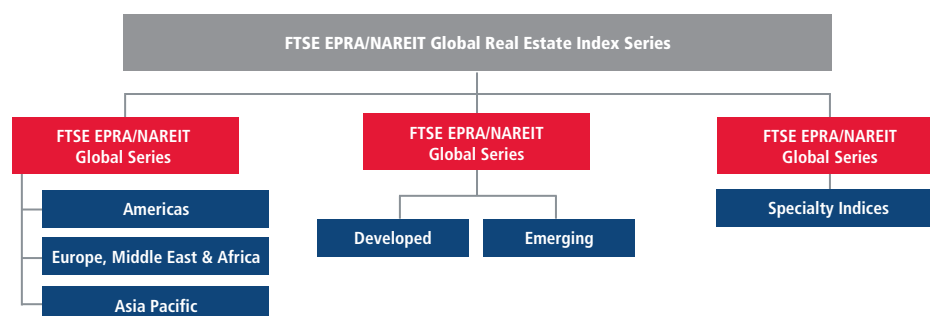 FTSE EPRA/NAREIT Global Real Estate Index Series
FTSE EPRA/NAREIT
Global Series
Americas
Europe, Middle East & Africa
Asia Pacific
FTSE EPRA/NAREIT
Global Series
Developed
Emerging
FTSE EPRA/NAREIT
Global Series
Specialty Indices